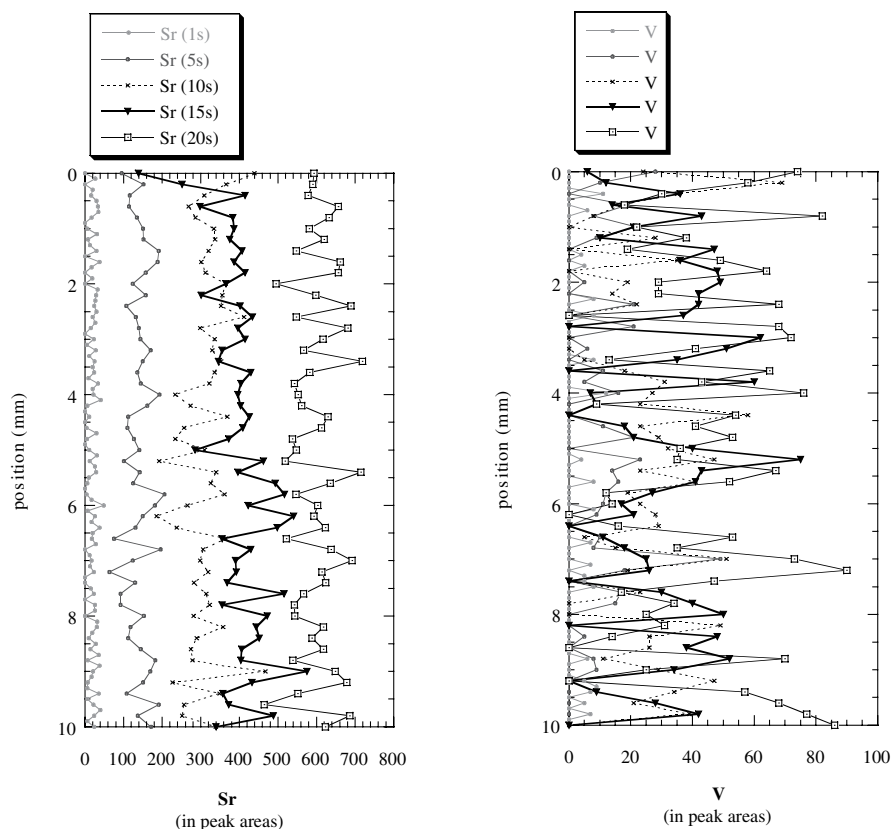 Sr (1s)
Sr (5s)
Sr (10s)
Sr (15s)
Sr (20s)
0
2
4
6
8
10
position (mm)
0 100 200 300 400 500 600 700 800
Sr
(in peak areas)
V
V
V
V
V
0
2
4
6
8
10
position (mm)
0 20 40 60 80 100
V
(in peak areas)